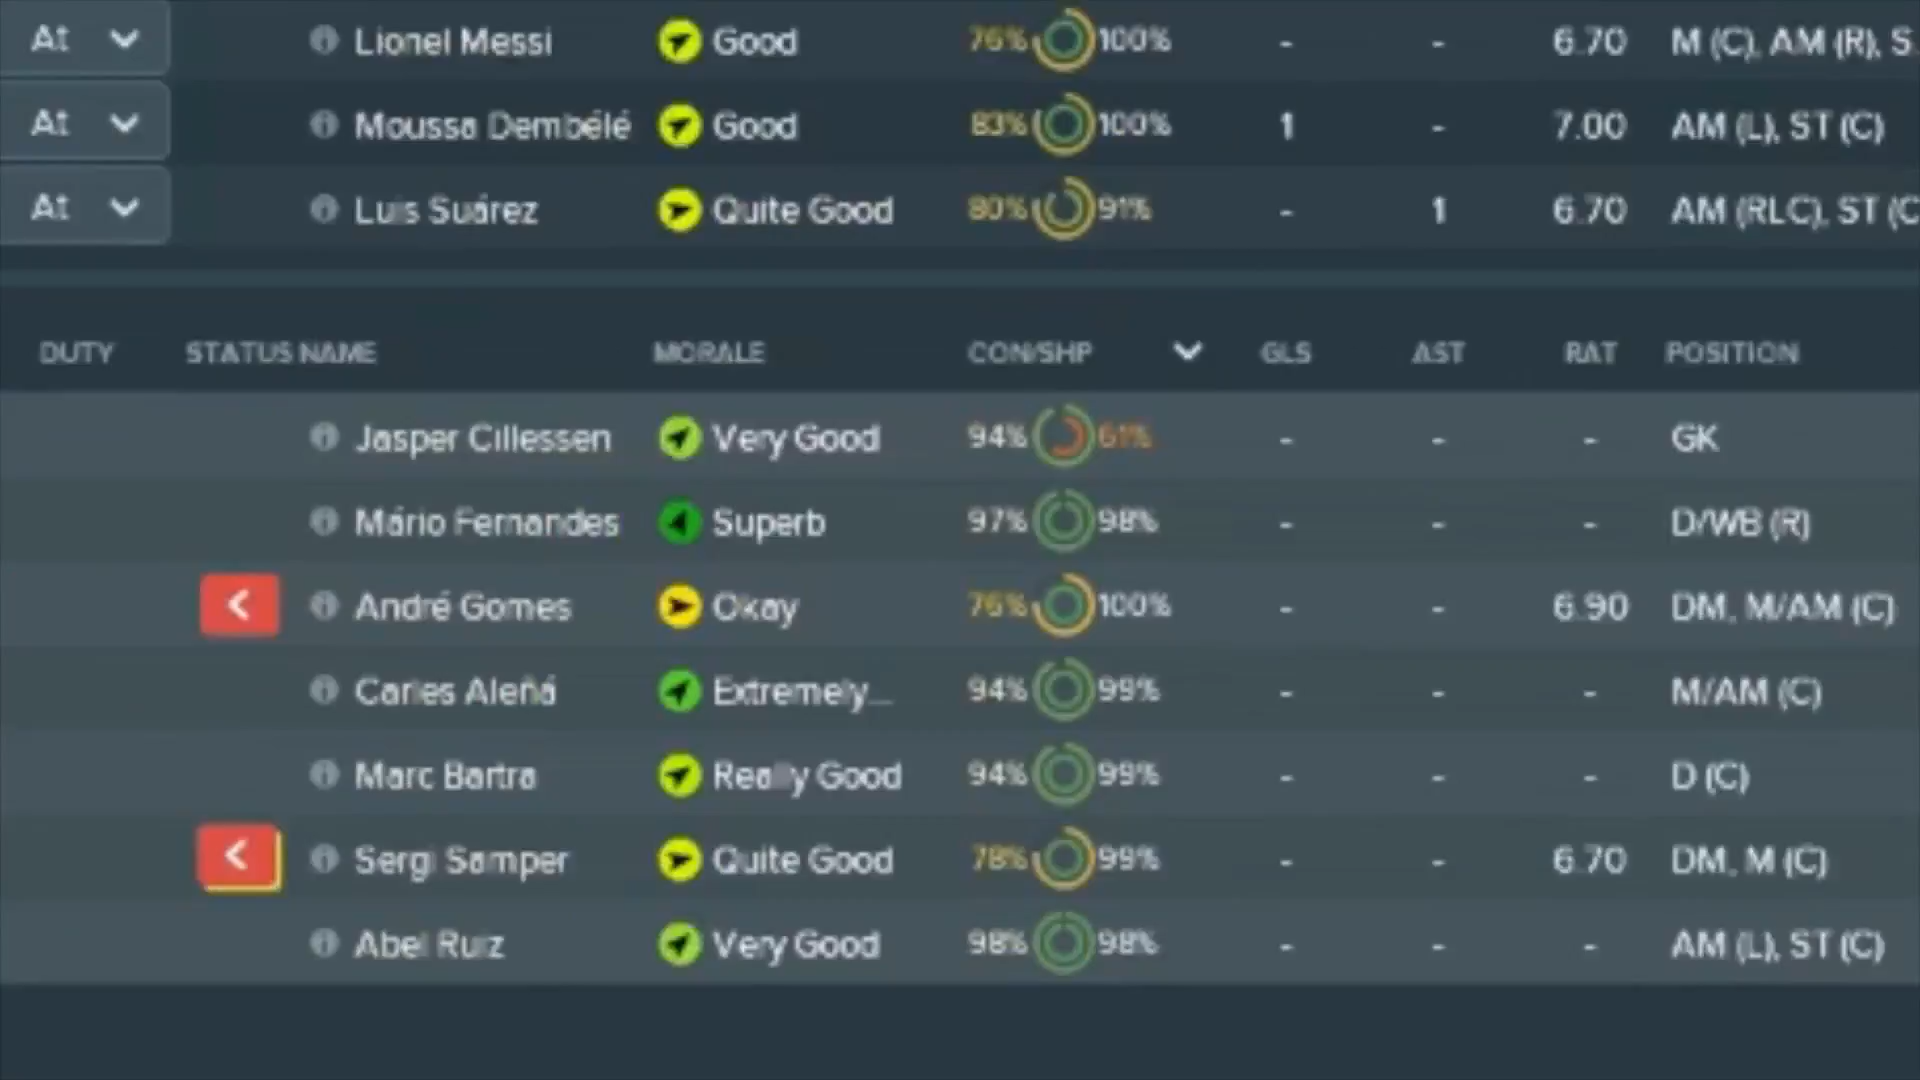 At Lionel Messi Good 76% 100% - - 6.70 M (C), AM (R), S
At Moussa Dembélé Good 83% 100% 1 - 7.00 AM (L), ST (C)
At Luis Suárez Quite Good 80% 91% - 1 6.70 AM (RLC), ST (C
DUTY STATUS NAME MORALE CON/SHP GLS AST RAT POSITION
Jasper Cillessen Very Good 94% 61% - - - GK
Mário Fernandes Superb 97% 98% - - - D/WB (R)
André Gomes Okay 76% 100% - - 6.90 DM, M/AM (C)
Carles Aleñá Extremely... 94% 99% - - - M/AM (C)
Marc Bartra Really Good 94% 99% - - - D (C)
Sergi Samper Quite Good 78% 99% - - 6.70 DM, M (C)
Abel Ruiz Very Good 98% 98% - - - AM (L), ST (C)